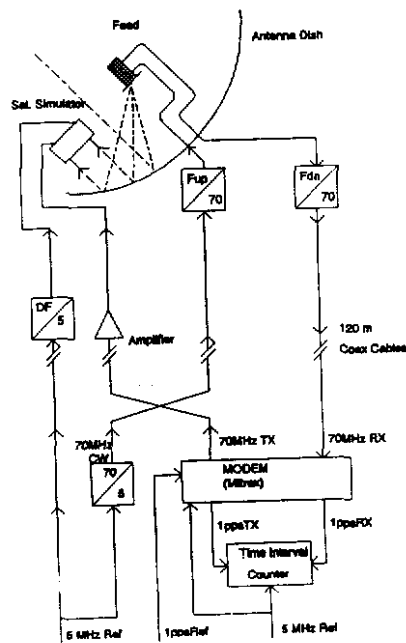 Feed
Antenna Dish
Sat. Simulator
Fup
70
Fdn
70
DF
5
Amplifier
120 m
Coax Cables
70MHz
CW
70MHz TX
70MHz RX
70
5
MODEM
(Mitrex)
1ppsTX
1ppsRX
Time Interval
Counter
5 MHz Ref
1ppsRef
5 MHz Ref